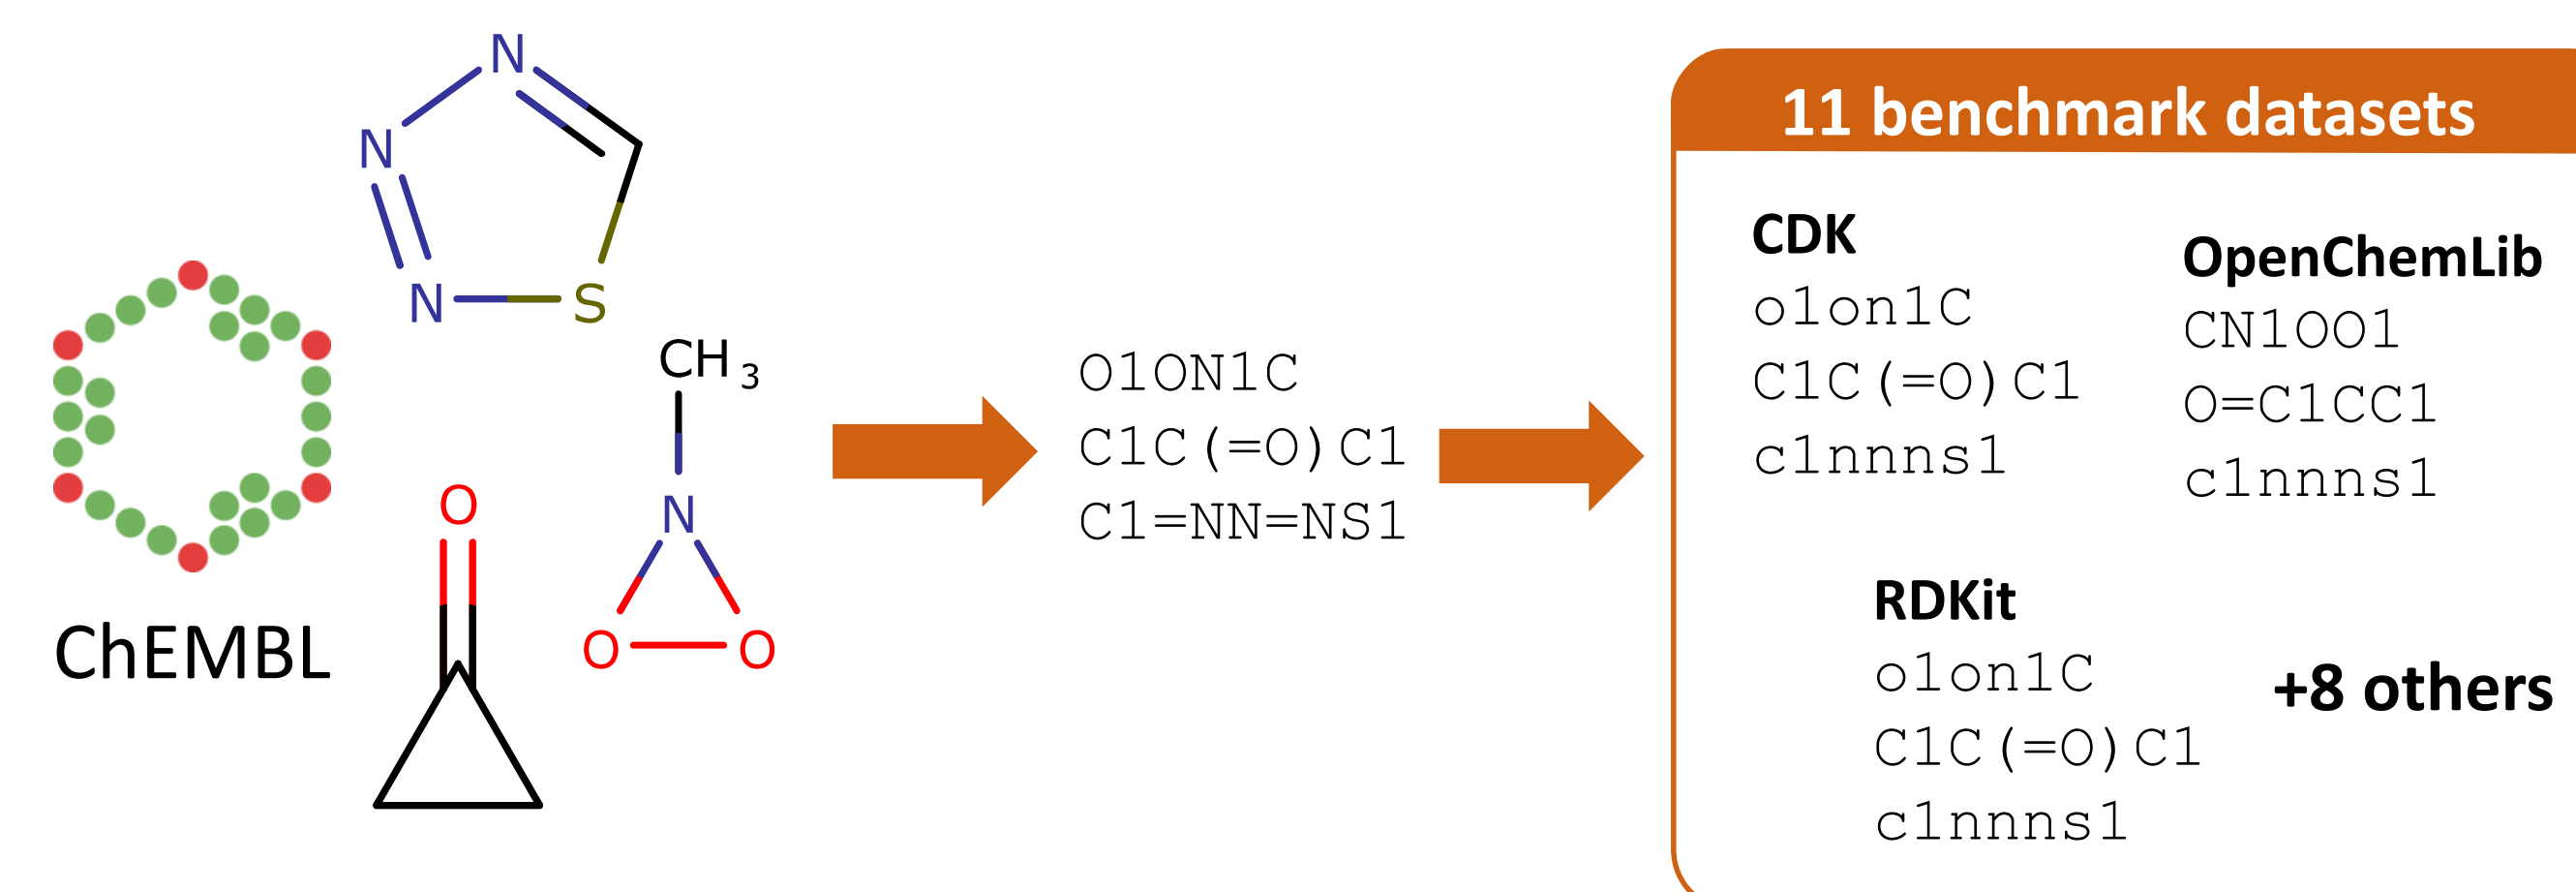 N
N
N
S
CH3
N
O
O
O
ChEMBL
O1ON1C
C1C(=O)C1
C1=NN=NS1
11 benchmark datasets
CDK
o1on1C
C1C(=O)C1
c1nnns1
OpenChemLib
CN1OO1
O=C1CC1
c1nnns1
RDKit
o1on1C
C1C(=O)C1
c1nnns1
+8 others